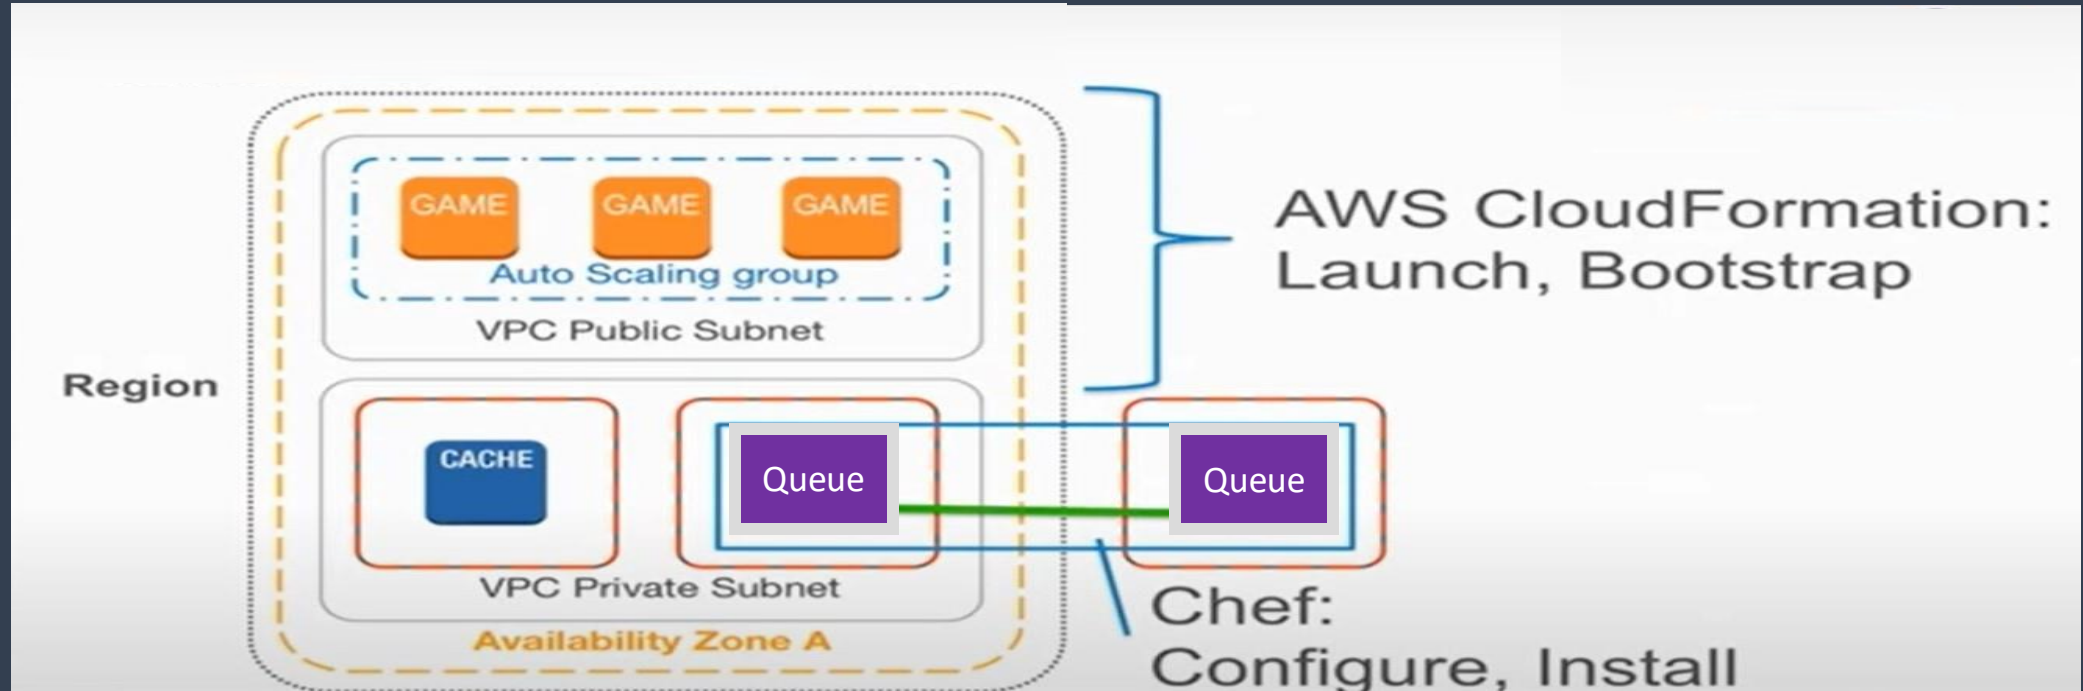 GAME
GAME
GAME
Auto Scaling group
VPC Public Subnet
AWS CloudFormation:
Launch, Bootstrap
Region
CACHE
Queue
Queue
VPC Private Subnet
Availability Zone A
Chef:
Configure, Install